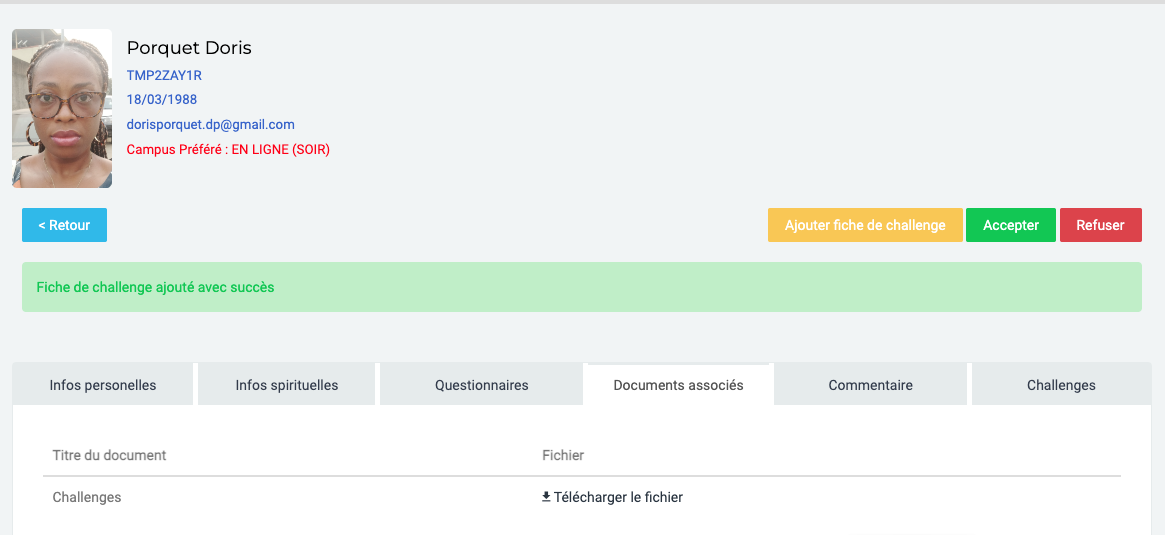 Porquet Doris
TMP2ZAY1R
18/03/1988
dorisporquet.dp@gmail.com
Campus Préféré : EN LIGNE (SOIR)
< Retour
Ajouter fiche de challenge
Accepter
Refuser
Fiche de challenge ajouté avec succès
Infos personelles
Infos spirituelles
Questionnaires
Documents associés
Commentaire
Challenges
Titre du document
Fichier
Challenges
Télécharger le fichier